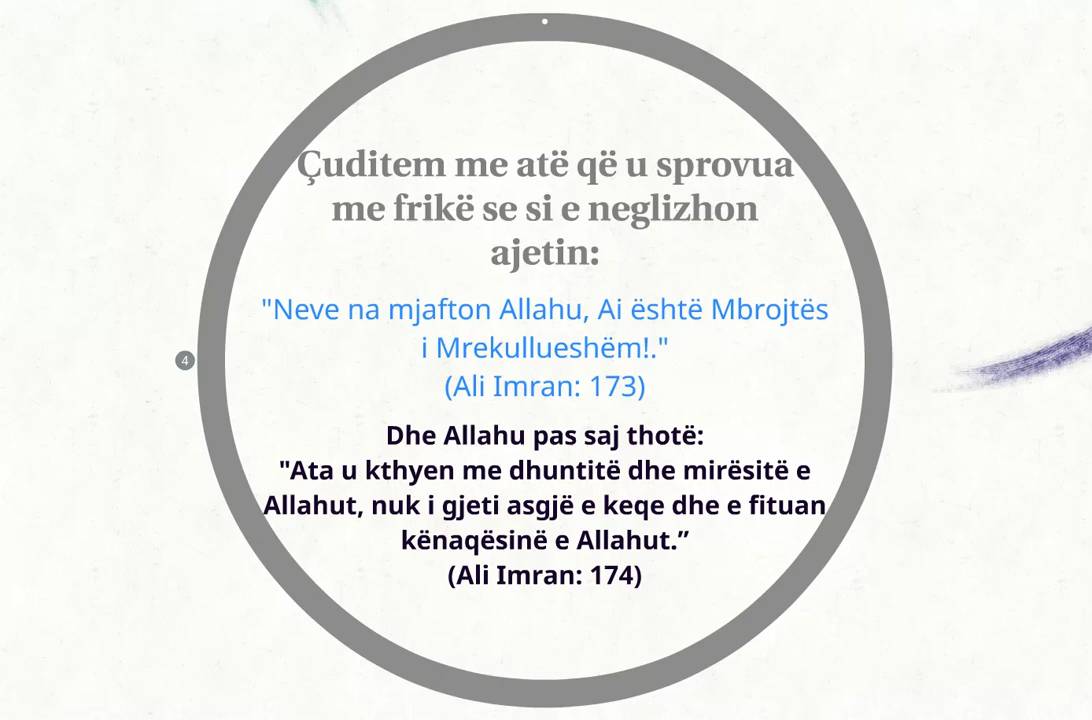 Çuditem me atë që u sprovua
me frikë se si e neglizhon
ajetin:
"Neve na mjafton Allahu, Ai është Mbrojtës
i Mrekullueshëm!."
(Ali Imran: 173)
4
Dhe Allahu pas saj thotë:
"Ata u kthyen me dhuntitë dhe mirësitë e
Allahut, nuk i gjeti asgjë e keqe dhe e fituan
kënaqësinë e Allahut.”
(Ali Imran: 174)